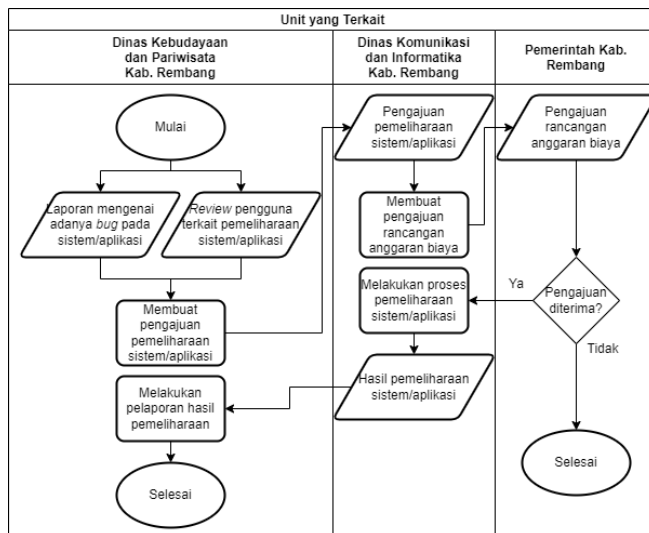 Unit yang Terkait
Dinas Kebudayaan
dan Pariwisata
Kab. Rembang
Dinas Komunikasi
dan Informatika
Kab. Rembang
Pemerintah Kab.
Rembang
Mulai
Laporan mengenai
adanya bug pada
sistem/aplikasi
Review pengguna
terkait pemeliharaan
sistem/aplikasi
Membuat
pengajuan
pemeliharaan
sistem/aplikasi
Pengajuan
pemeliharaan
sistem/aplikasi
Membuat
pengajuan
rancangan
anggaran biaya
Pengajuan
rancangan
anggaran biaya
Pengajuan
diterima?
Ya
Tidak
Melakukan proses
pemeliharaan
sistem/aplikasi
Hasil pemeliharaan
sistem/aplikasi
Melakukan
pelaporan hasil
pemeliharaan
Selesai
Selesai